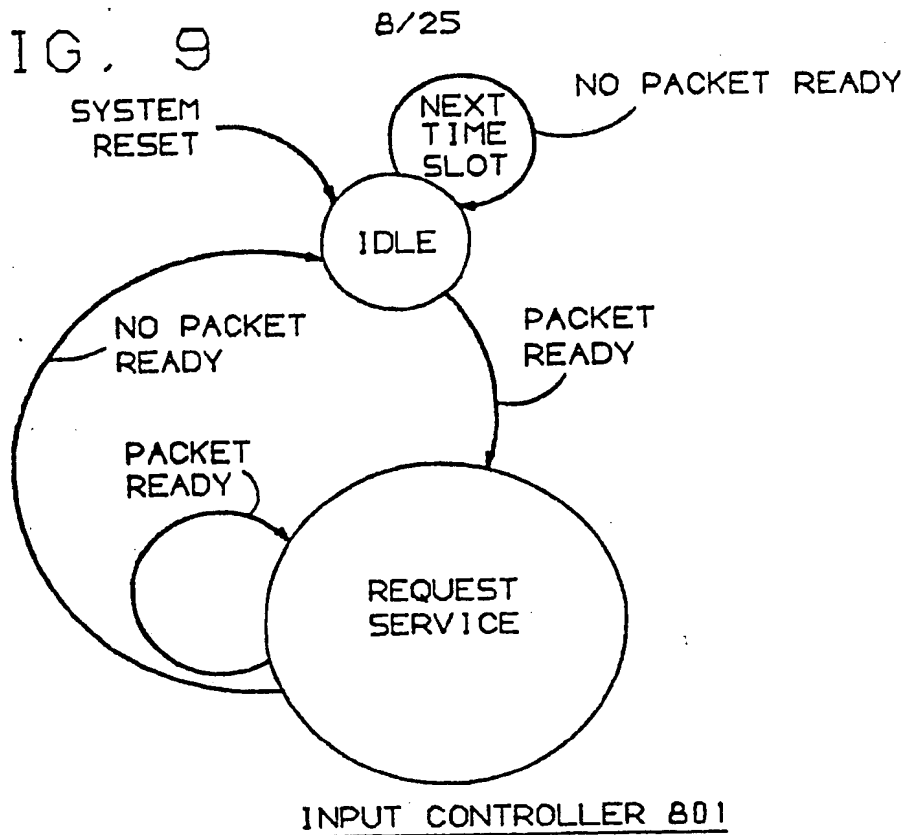 IG. 9
8/25
SYSTEM
RESET
NEXT
TIME
SLOT
NO PACKET READY
IDLE
NO PACKET
READY
PACKET
READY
PACKET
READY
REQUEST
SERVICE
INPUT CONTROLLER 801